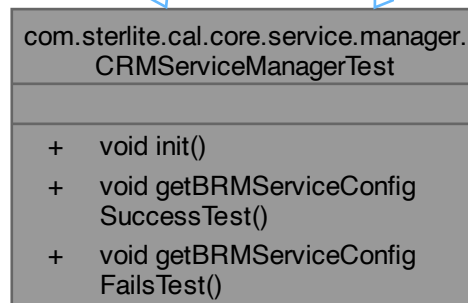 com.sterlite.cal.core.service.manager.
CRMServiceManagerTest
+ void init()
+ void getBRMServiceConfig
SuccessTest()
+ void getBRMServiceConfig
FailsTest()